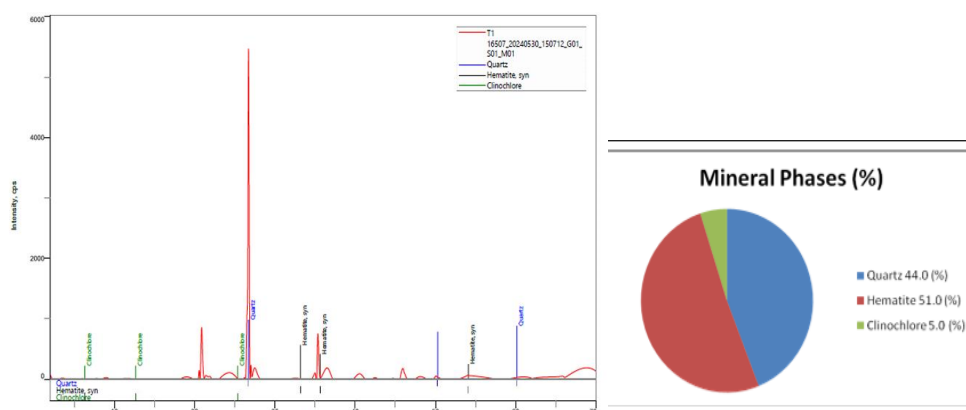 6000
4000
2000
0
Intensity, cps
T1
16507_20240530_150712_G01_
S01_M01
Quartz
Hematite, syn
Clinochlore
Clinochlore
Clinochlore
Clinochlore
Quartz
Hematite, syn
Hematite, syn
Hematite, syn
Quartz
Quartz
Hematite, syn
Clinochlore
Mineral Phases (%)
Quartz 44.0 (%)
Hematite 51.0 (%)
Clinochlore 5.0 (%)